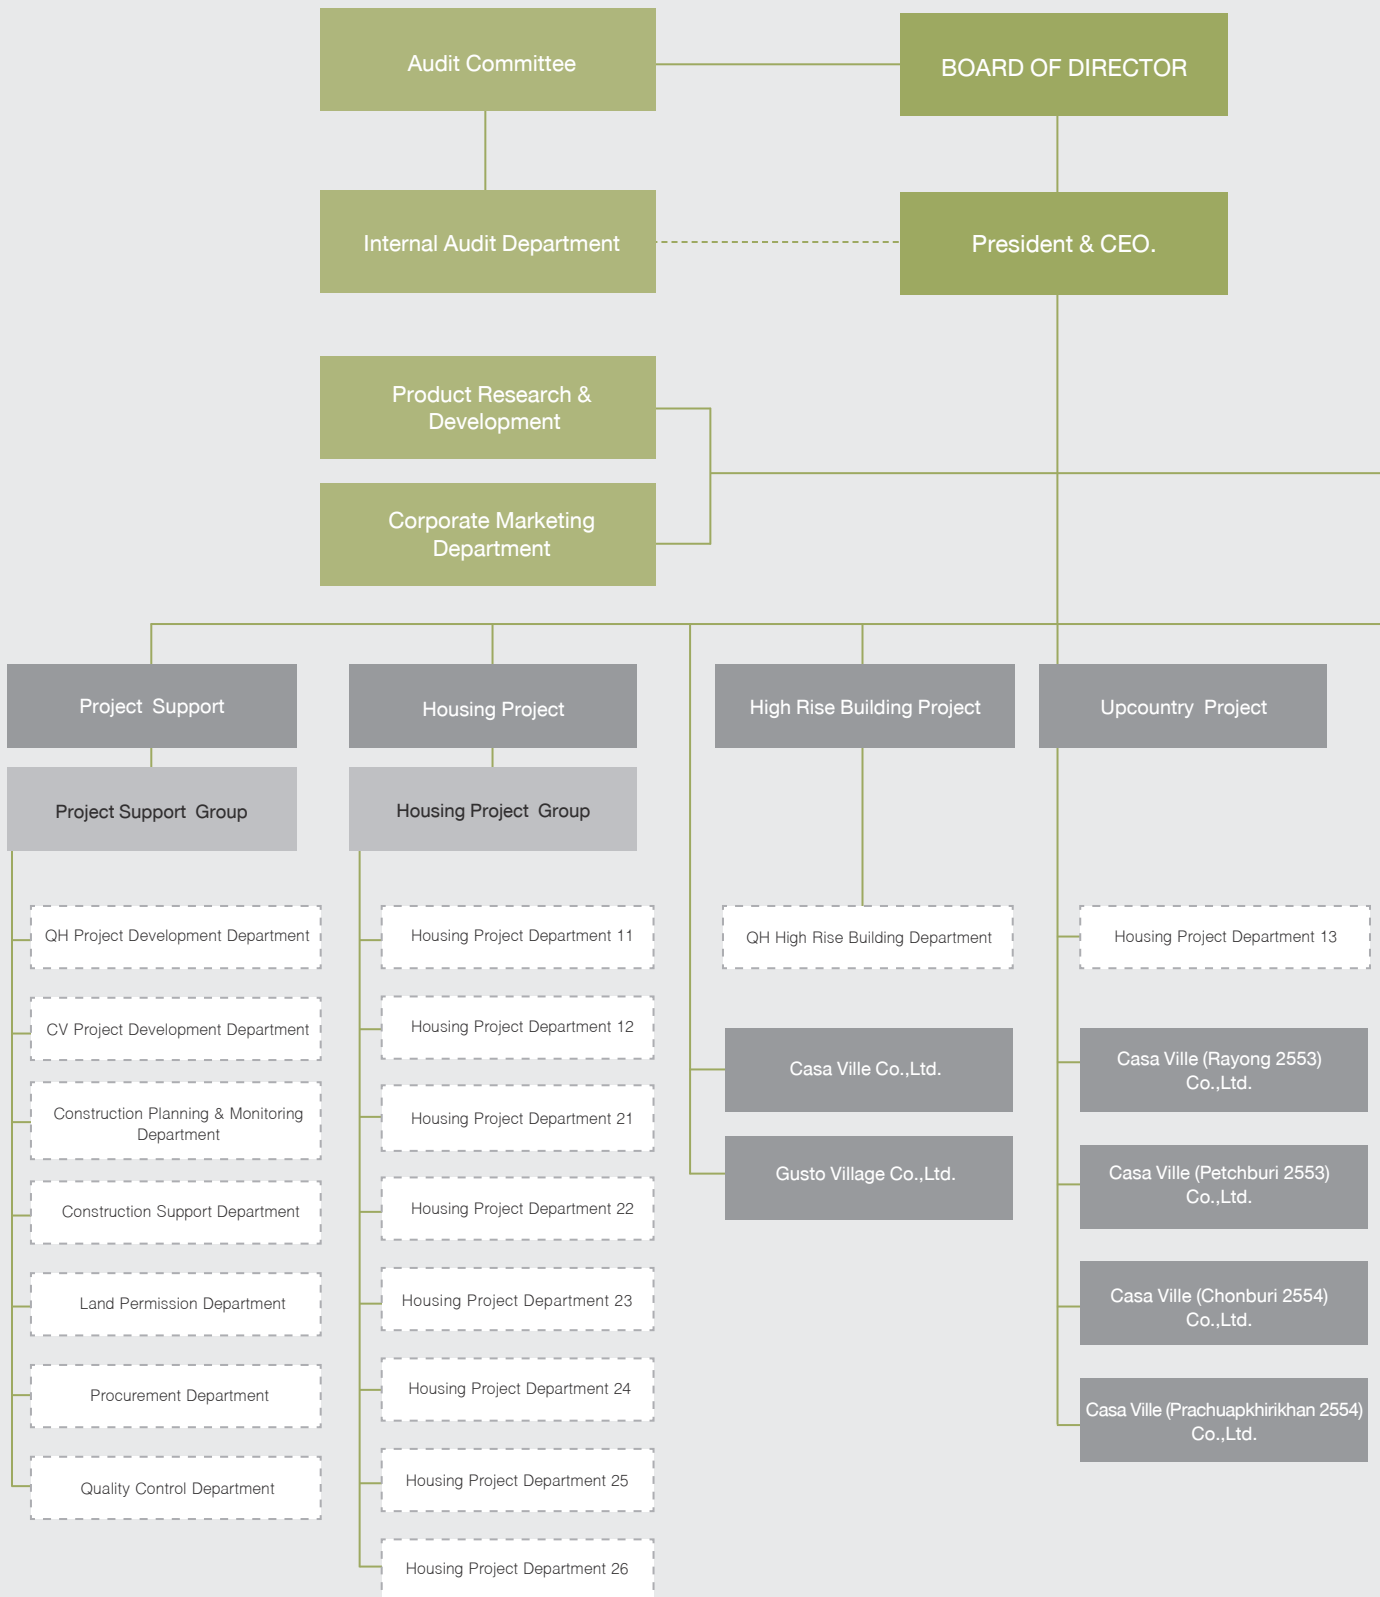 Audit Committee
BOARD OF DIRECTOR
Internal Audit Department
President & CEO.
Product Research &
Development
Corporate Marketing
Department
Project Support
Housing Project
High Rise Building Project
Upcountry Project
Project Support Group
Housing Project Group
QH Project Development Department
CV Project Development Department
Construction Planning & Monitoring
Department
Construction Support Department
Land Permission Department
Procurement Department
Quality Control Department
Housing Project Department 11
Housing Project Department 12
Housing Project Department 21
Housing Project Department 22
Housing Project Department 23
Housing Project Department 24
Housing Project Department 25
Housing Project Department 26
QH High Rise Building Department
Casa Ville Co.,Ltd.
Gusto Village Co.,Ltd.
Housing Project Department 13
Casa Ville (Rayong 2553)
Co.,Ltd.
Casa Ville (Petchburi 2553)
Co.,Ltd.
Casa Ville (Chonburi 2554)
Co.,Ltd.
Casa Ville (Prachuapkhirikhan 2554)
Co.,Ltd.